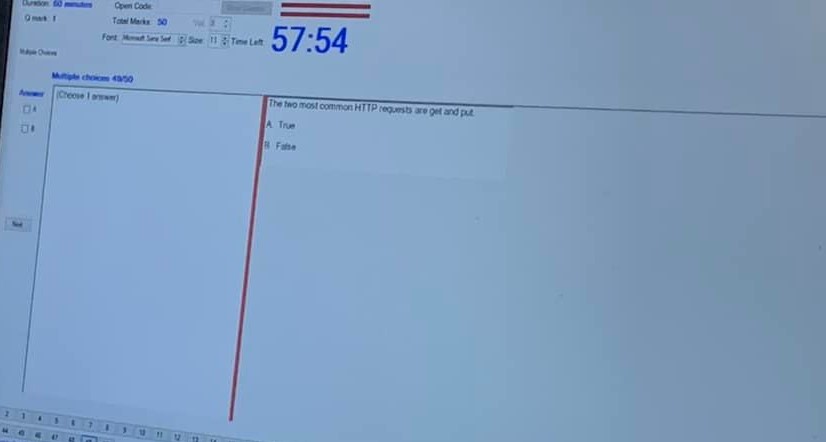 Duration: 60 minutes Open Code:
Q mark: 1 Total Marks: 50 Vol:
Font: Microsoft Sans Serif Size: 11 Time Left: 57:54
Multiple Choices
Multiple choices 49/50
Answer (Choose 1 answer)
The two most common HTTP requests are get and put.
A
A. True
B
B. False
Next
2 3 4 5 6 7 8 9 10 11 12 13
44 45 46 47 48